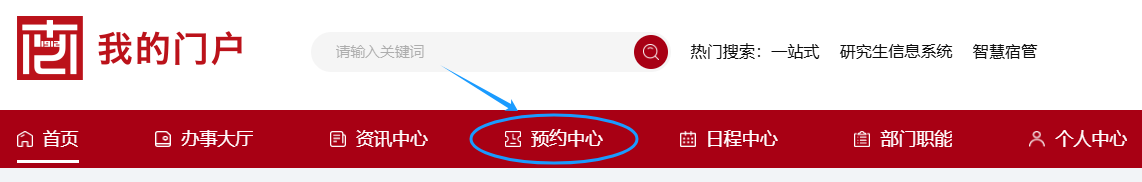 1912
我的门户
请输入关键词
热门搜索: 一站式 研究生信息系统 智慧宿管
首页 办事大厅 资讯中心 预约中心 日程中心 部门职能 个人中心